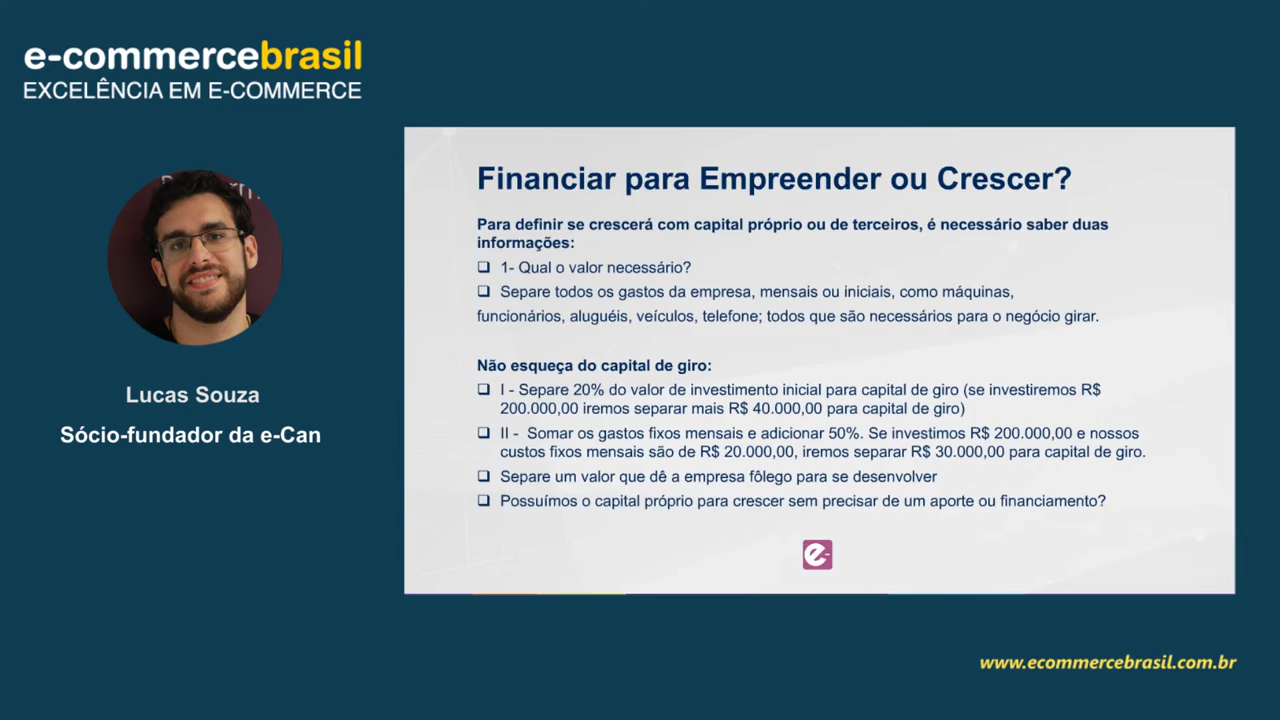 e-commercebrasil
EXCELÊNCIA EM E-COMMERCE
Lucas Souza
Sócio-fundador da e-Can
Financiar para Empreender ou Crescer?
Para definir se crescerá com capital próprio ou de terceiros, é necessário saber duas
informações:
1- Qual o valor necessário?
Separe todos os gastos da empresa, mensais ou iniciais, como máquinas,
funcionários, aluguéis, veículos, telefone; todos que são necessários para o negócio girar.
Não esqueça do capital de giro:
I - Separe 20% do valor de investimento inicial para capital de giro (se investiremos R$
200.000,00 iremos separar mais R$ 40.000,00 para capital de giro)
II - Somar os gastos fixos mensais e adicionar 50%. Se investimos R$ 200.000,00 e nossos
custos fixos mensais são de R$ 20.000,00, iremos separar R$ 30.000,00 para capital de giro.
Separe um valor que dê a empresa fôlego para se desenvolver
Possuímos o capital próprio para crescer sem precisar de um aporte ou financiamento?
e-
www.ecommercebrasil.com.br